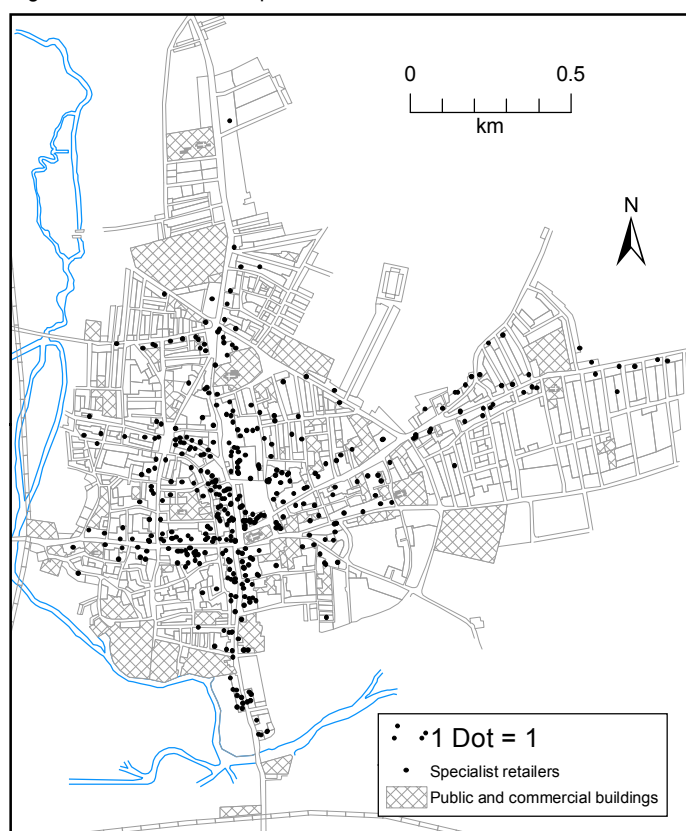 0 0.5
km
N
1 Dot = 1
Specialist retailers
Public and commercial buildings